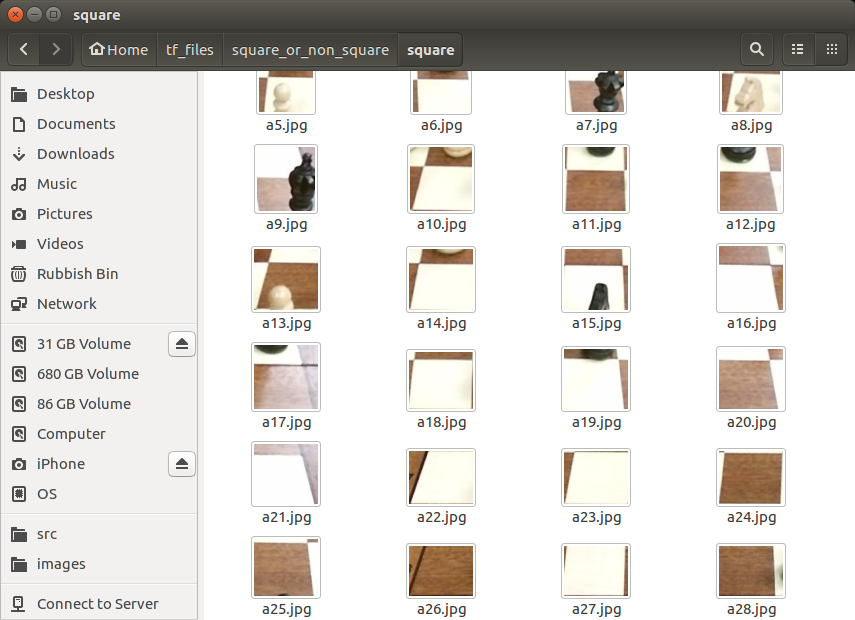 square
Home tf_files square_or_non_square square
Desktop
Documents
Downloads
Music
Pictures
Videos
Rubbish Bin
Network
31 GB Volume
680 GB Volume
86 GB Volume
Computer
iPhone
OS
src
images
Connect to Server
a5.jpg a6.jpg a7.jpg a8.jpg
a9.jpg a10.jpg a11.jpg a12.jpg
a13.jpg a14.jpg a15.jpg a16.jpg
a17.jpg a18.jpg a19.jpg a20.jpg
a21.jpg a22.jpg a23.jpg a24.jpg
a25.jpg a26.jpg a27.jpg a28.jpg